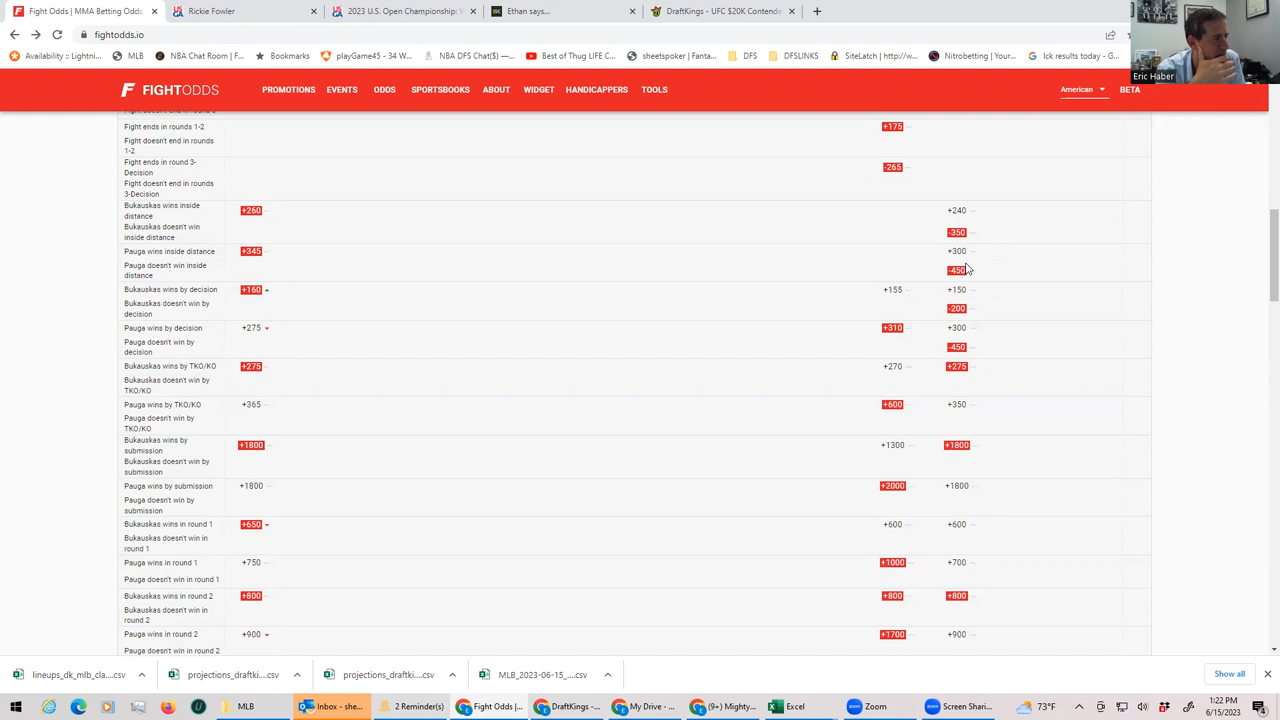 Fight Odds | MMA Betting Odds
Rickie Fowler
2023 U.S. Open Championship: W
Ethan says...
DraftKings - UFC $20K Contende
fightodds.io
Availability :: Lightni...
MLB
NBA Chat Room | F...
Bookmarks
playGame45 - 34 W...
NBA DFS Chat($) —...
Best of Thug LIFE C...
sheetspoker | Fanta...
DFS
DFSLINKS
SiteLatch | http://w...
Nitrobetting | Your...
Ick results today - G...
Eric Haber
FIGHTODDS
PROMOTIONS
EVENTS
ODDS
SPORTSBOOKS
ABOUT
WIDGET
HANDICAPPERS
TOOLS
American
BETA
Fight ends in rounds 1-2
+175
Fight doesn't end in rounds
1-2
Fight ends in round 3-
Decision
-265
Fight doesn't end in rounds
3-Decision
Bukauskas wins inside
distance
+260
+240
Bukauskas doesn't win
inside distance
-350
Pauga wins inside distance
+345
+300
Pauga doesn't win inside
distance
-450
Bukauskas wins by decision
+160
+155
+150
Bukauskas doesn't win by
decision
-200
Pauga wins by decision
+275
+310
+300
Pauga doesn't win by
decision
-450
Bukauskas wins by TKO/KO
+275
+270
+275
Bukauskas doesn't win by
TKO/KO
Pauga wins by TKO/KO
+365
+600
+350
Pauga doesn't win by
TKO/KO
Bukauskas wins by
submission
+1800
+1300
+1800
Bukauskas doesn't win by
submission
Pauga wins by submission
+1800
+2000
+1800
Pauga doesn't win by
submission
Bukauskas wins in round 1
+650
+600
+600
Bukauskas doesn't win in
round 1
Pauga wins in round 1
+750
+1000
+700
Pauga doesn't win in round 1
Bukauskas wins in round 2
+800
+800
+800
Bukauskas doesn't win in
round 2
Pauga wins in round 2
+900
+1700
+900
Pauga doesn't win in round 2
lineups_dk_mlb_cla....csv
projections_draftki....csv
projections_draftki....csv
MLB_2023-06-15_....csv
Show all
MLB
Inbox - she...
2 Reminder(s)
Fight Odds |...
DraftKings -...
My Drive - ...
(9+) Mighty...
Excel
Zoom
Screen Shari...
73°F
1:22 PM
6/15/2023